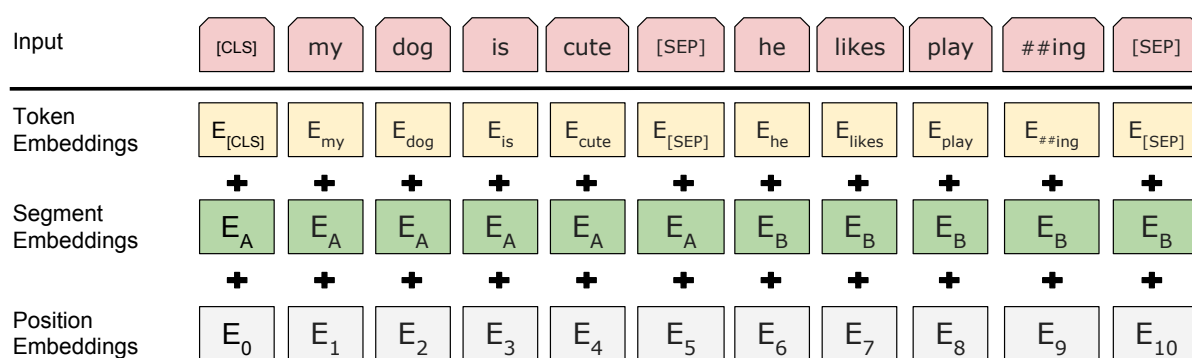 Input [CLS] my dog is cute [SEP] he likes play ##ing [SEP]
Token Embeddings E[CLS] Emy Edog Eis Ecute E[SEP] Ehe Elikes Eplay E##ing E[SEP]
+ + + + + + + + + + +
Segment Embeddings EA EA EA EA EA EA EB EB EB EB EB
+ + + + + + + + + + +
Position Embeddings E0 E1 E2 E3 E4 E5 E6 E7 E8 E9 E10